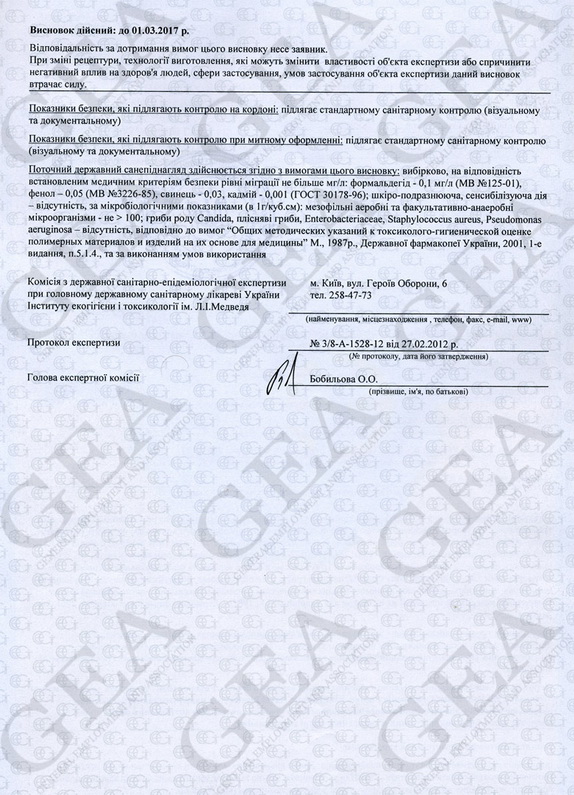 Висновок дійсний: до 01.03.2017 р.
Відповідальність за дотримання вимог цього висновку несе заявник.
При зміні рецептури, технології виготовлення, які можуть змінити властивості об'єкта експертизи або спричинити
негативний вплив на здоров'я людей, сфери застосування, умов застосування об'єкта експертизи даний висновок
втрачає силу.
Показники безпеки, які підлягають контролю на кордоні: підлягає стандартному санітарному контролю (візуальному
та документальному)
Показники безпеки, які підлягають контролю при митному оформленні: підлягає стандартному санітарному контролю
(візуальному та документальному)
Поточний державний санепіднагляд здійснюється згідно з вимогами цього висновку: вибірково, на відповідність
встановленим медичним критеріям безпеки рівні міграції не більше мг/л: формальдегід - 0,1 мг/л (МВ №125-01),
фенол – 0,05 (МВ №3226-85), свинець - 0,03, кадмій - 0,001 (ГОСТ 30178-96); шкіро-подразнююча, сенсибілізуюча дія
– відсутність, за мікробіологічними показниками (в 1г/куб.см): мезофільні аеробні та факультативно-анаеробні
мікроорганізми - не > 100; гриби роду Candida, плісняві гриби, Enterobacteriaceae, Staphylococcus aureus, Pseudomonas
aeruginosa – відсутність, відповідно до вимог “Общих методических указаний к токсиколого-гигиенической оценке
полимерных материалов и изделий на их основе для медицины” М., 1987р., Державної фармакопеї України, 2001, 1-е
видання, п.5.1.4., та за виконанням умов використання
Комісія з державної санітарно-епідеміологічної експертизи
при головному державному санітарному лікареві України
Інституту екогігієни і токсикології ім. Л.І.Медведя
м. Київ, вул. Героїв Оборони, 6
тел. 258-47-73
(найменування, місцезнаходження , телефон, факс, e-mail, www)
Протокол експертизи
№ 3/8-А-1528-12 від 27.02.2012 р.
(№ протоколу, дата його затвердження)
Голова експертної комісії
Бобильова О.О.
(прізвище, ім'я, по батькові)
GEA
GENERAL EMPLOYMENT AND ASSOCIATION